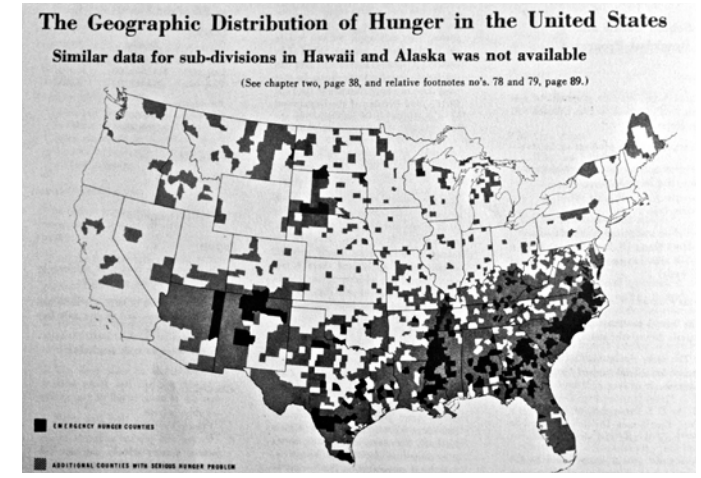 The Geographic Distribution of Hunger in the United States
Similar data for sub-divisions in Hawaii and Alaska was not available
(See chapter two, page 38, and relative footnotes no's. 78 and 79, page 89.)
EMERGENCY HUNGER COUNTIES
ADDITIONAL COUNTIES WITH SERIOUS HUNGER PROBLEM